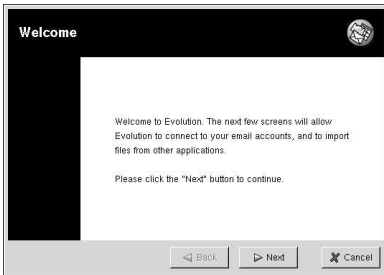 Welcome
Welcome to Evolution. The next few screens will allow
Evolution to connect to your email accounts, and to import
files from other applications.
Please click the "Next" button to continue.
Back Next Cancel